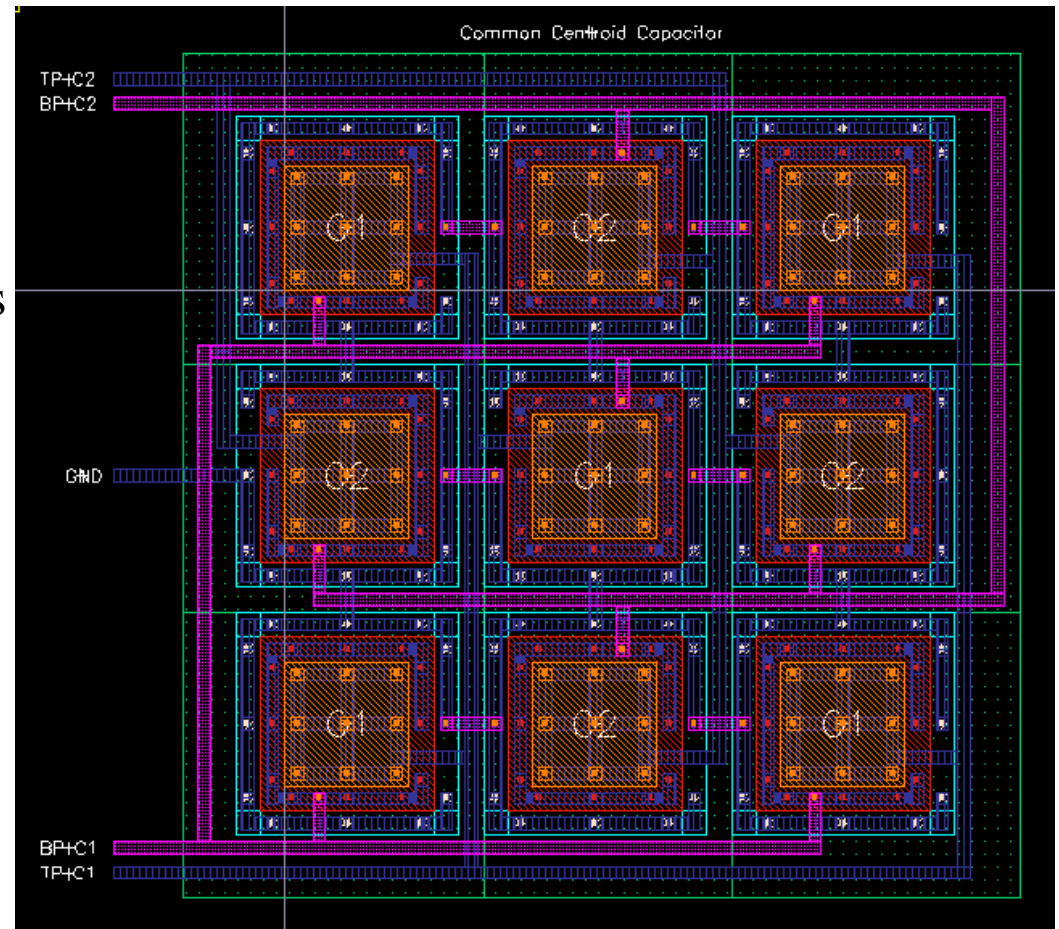 Common Centroid Capacitor
TP-C2
BP-C2
C1 C2 C1
s
C2 C1 C2
GND
C1 C2 C1
BP-C1
TP-C1